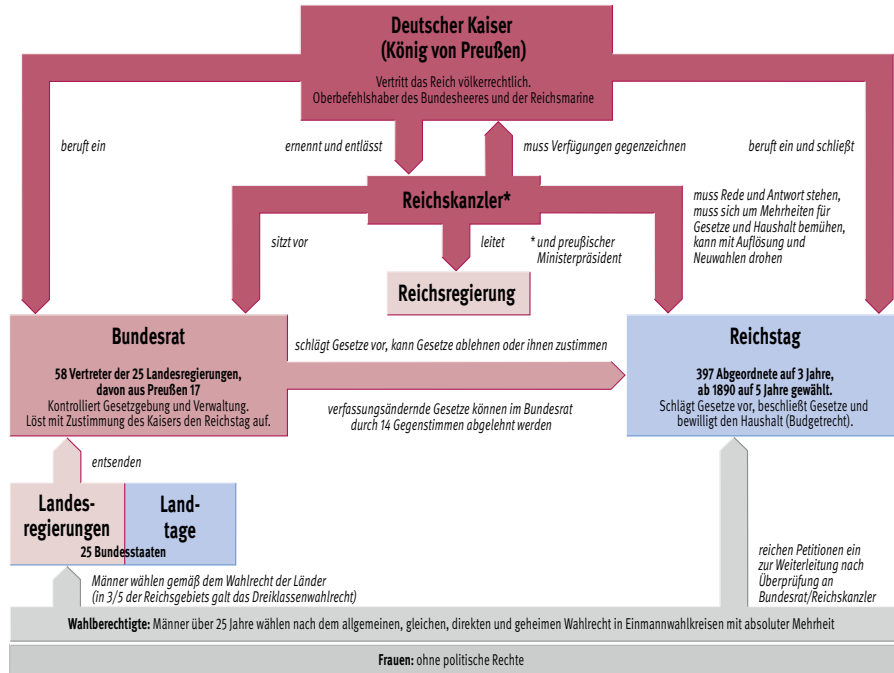 Deutscher Kaiser
(König von Preußen)
Vertritt das Reich völkerrechtlich.
Oberbefehlshaber des Bundesheeres und der Reichsmarine
beruft ein
ernennt und entlässt
muss Verfügungen gegenzeichnen
beruft ein und schließt
Reichskanzler*
muss Rede und Antwort stehen,
muss sich um Mehrheiten für
Gesetze und Haushalt bemühen,
kann mit Auflösung und
Neuwahlen drohen
sitzt vor
leitet
* und preußischer
Ministerpräsident
Reichsregierung
Bundesrat
58 Vertreter der 25 Landesregierungen,
davon aus Preußen 17
Kontrolliert Gesetzgebung und Verwaltung.
Löst mit Zustimmung des Kaisers den Reichstag auf.
schlägt Gesetze vor, kann Gesetze ablehnen oder ihnen zustimmen
verfassungsändernde Gesetze können im Bundesrat
durch 14 Gegenstimmen abgelehnt werden
Reichstag
397 Abgeordnete auf 3 Jahre,
ab 1890 auf 5 Jahre gewählt.
Schlägt Gesetze vor, beschließt Gesetze und
bewilligt den Haushalt (Budgetrecht).
entsenden
Landes-
regierungen
Land-
tage
25 Bundesstaaten
Männer wählen gemäß dem Wahlrecht der Länder
(in 3/5 der Reichsgebiets galt das Dreiklassenwahlrecht)
reichen Petitionen ein
zur Weiterleitung nach
Überprüfung an
Bundesrat/Reichskanzler
Wahlberechtigte: Männer über 25 Jahre wählen nach dem allgemeinen, gleichen, direkten und geheimen Wahlrecht in Einmannwahlkreisen mit absoluter Mehrheit
Frauen: ohne politische Rechte